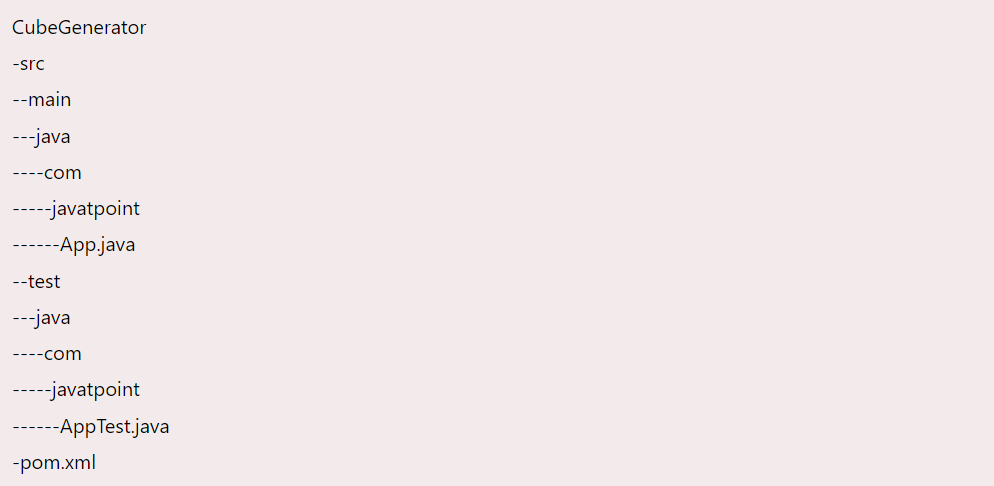 CubeGenerator
-src
--main
---java
----com
-----javatpoint
------App.java
--test
---java
----com
-----javatpoint
------AppTest.java
-pom.xml